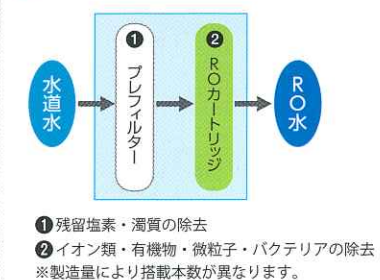 水道水
❶
プレフィルター
❷
ROカートリッジ
RO水
❶残留塩素・濁質の除去
❷イオン類・有機物・微粒子・バクテリアの除去
※製造量により搭載本数が異なります。